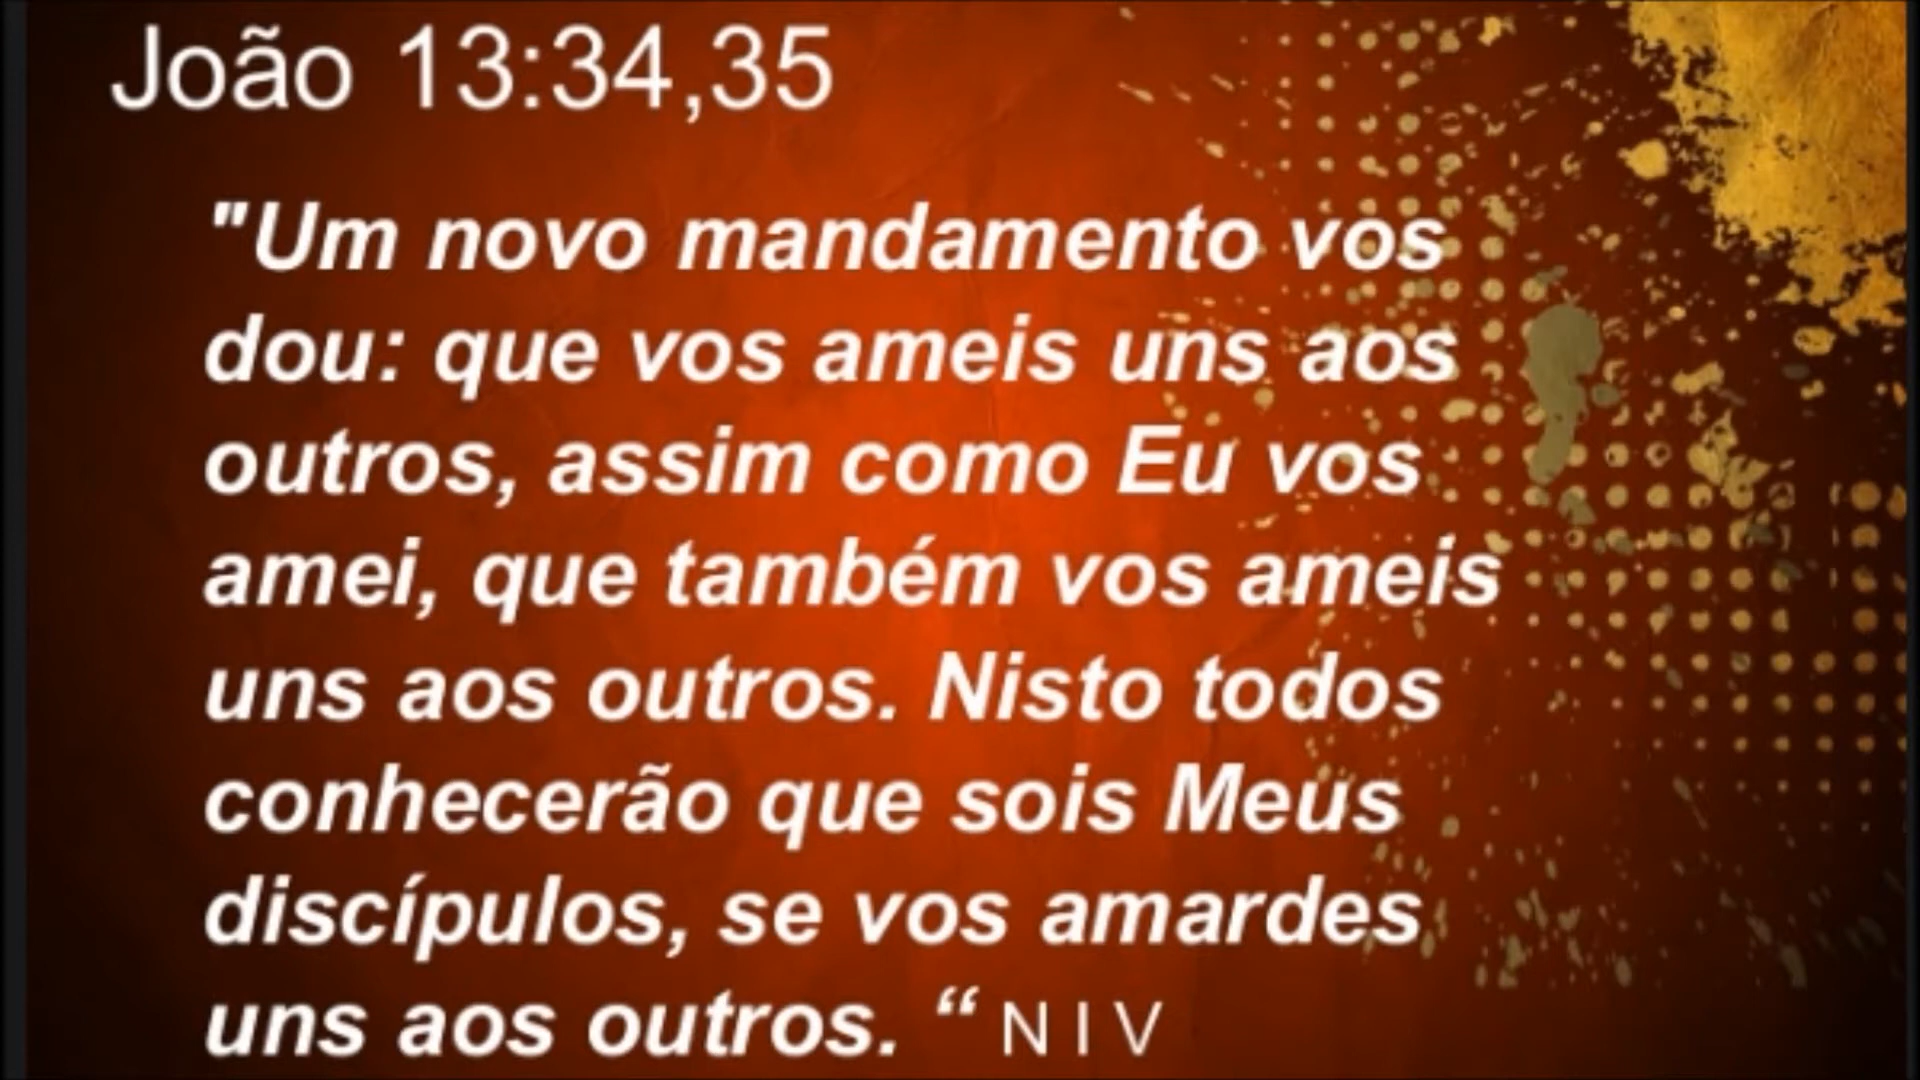 João 13:34,35
"Um novo mandamento vos
dou: que vos ameis uns aos
outros, assim como Eu vos
amei, que também vos ameis
uns aos outros. Nisto todos
conhecerão que sois Meus
discípulos, se vos amardes
uns aos outros. “ N I V